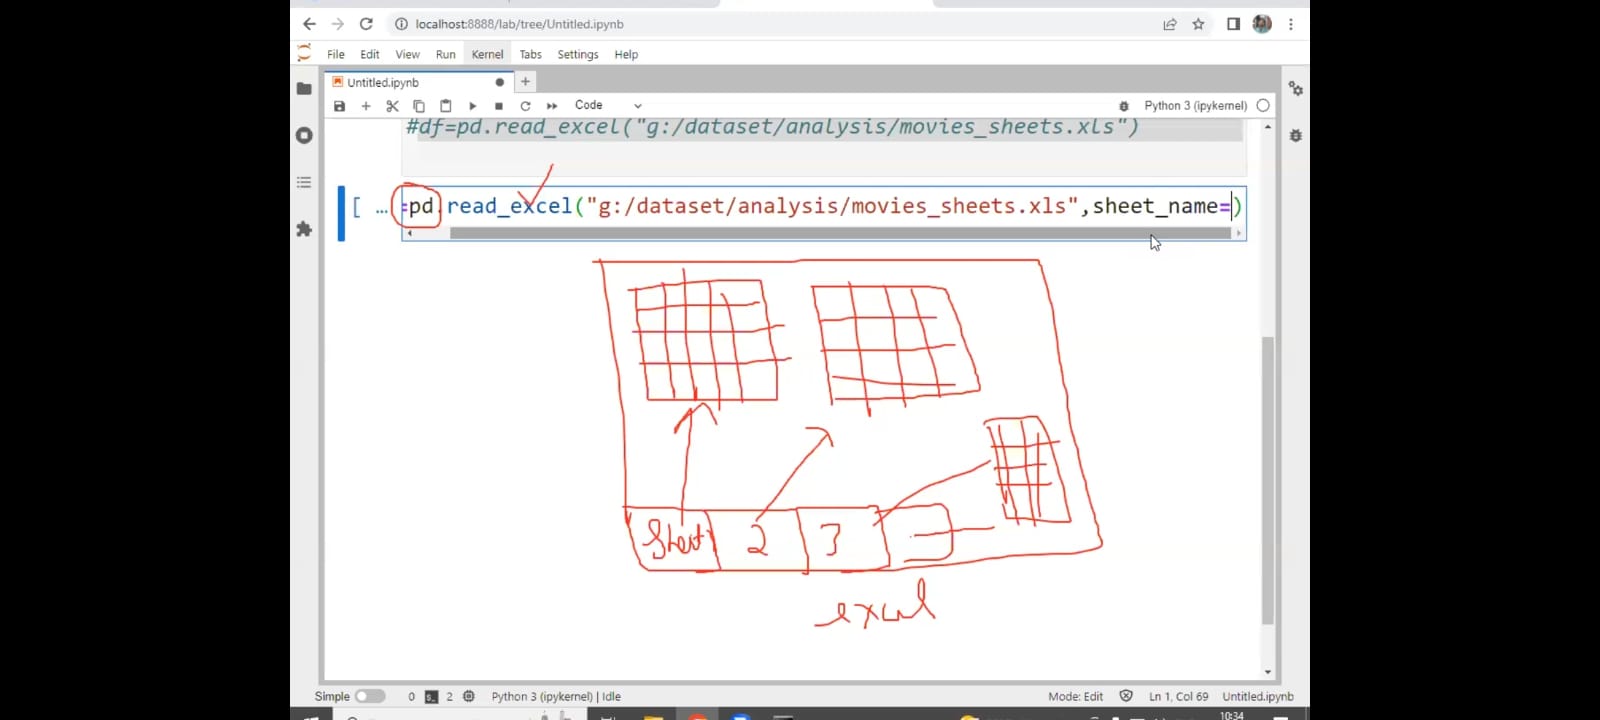 localhost:8888/lab/tree/Untitled.ipynb
File Edit View Run Kernel Tabs Settings Help
Untitled.ipynb
Code
Python 3 (ipykernel)
#df=pd.read_excel("g:/dataset/analysis/movies_sheets.xls")
[ … =pd.read_excel("g:/dataset/analysis/movies_sheets.xls",sheet_name=)
Sheet 2 3
excel
Simple 0 2 Python 3 (ipykernel) | Idle Mode: Edit Ln 1, Col 69 Untitled.ipynb
10:34